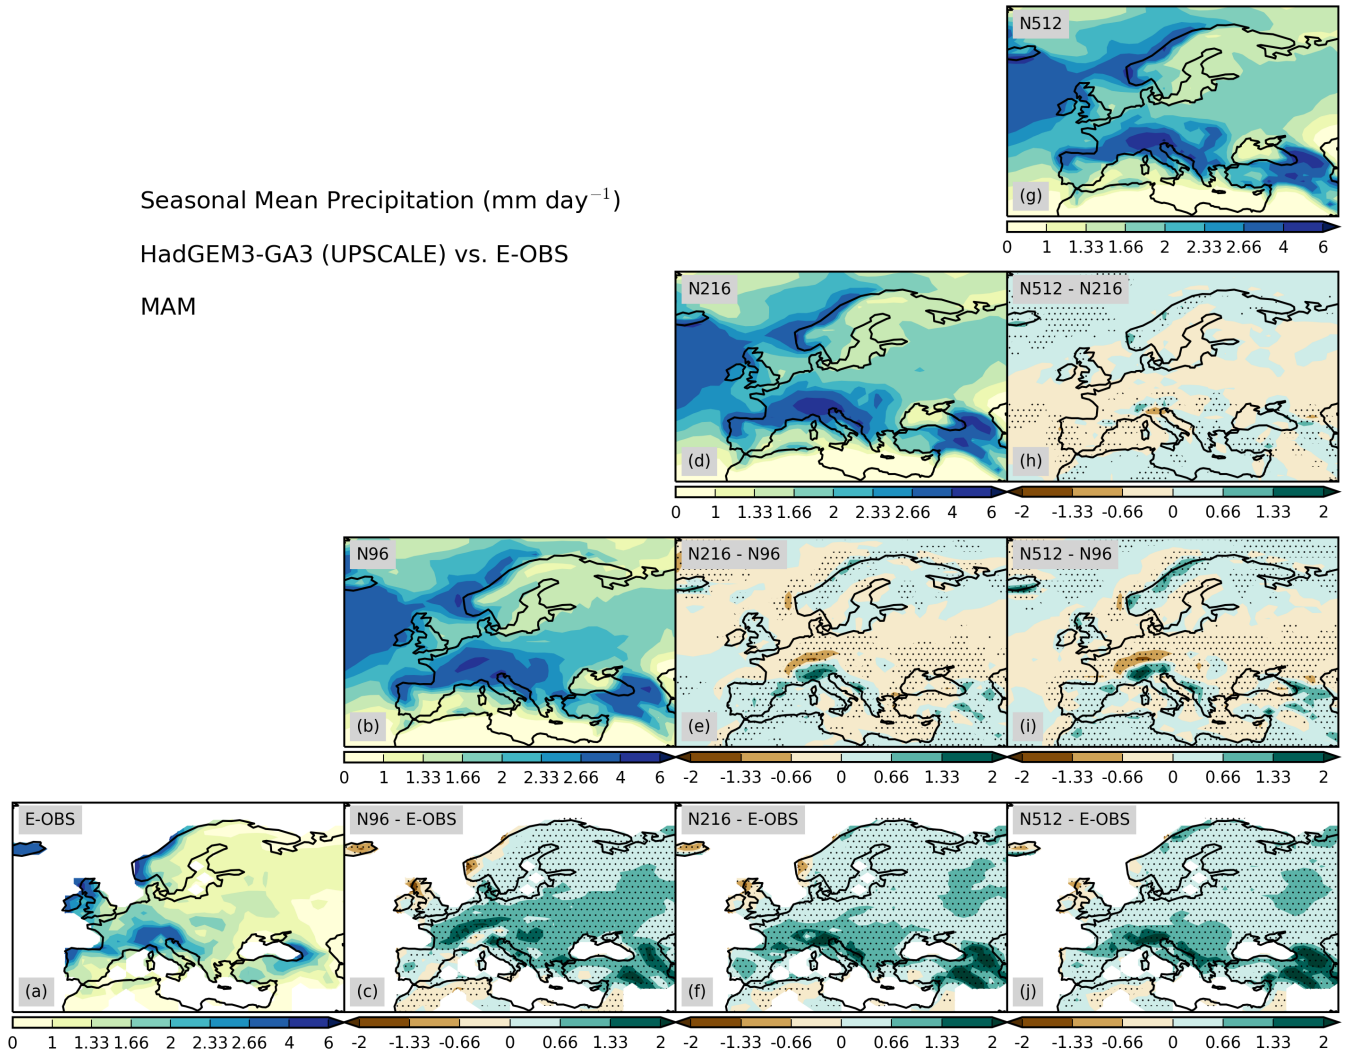 N512
(g)
0 1 1.33 1.66 2 2.33 2.66 4 6
Seasonal Mean Precipitation (mm day⁻¹)
HadGEM3-GA3 (UPSCALE) vs. E-OBS
MAM
N216
N512 - N216
(d)
(h)
0 1 1.33 1.66 2 2.33 2.66 4 6
-2 -1.33 -0.66 0 0.66 1.33 2
N96
N216 - N96
N512 - N96
(b)
(e)
(i)
0 1 1.33 1.66 2 2.33 2.66 4 6
-2 -1.33 -0.66 0 0.66 1.33 2
-2 -1.33 -0.66 0 0.66 1.33 2
E-OBS
N96 - E-OBS
N216 - E-OBS
N512 - E-OBS
(a)
(c)
(f)
(j)
0 1 1.33 1.66 2 2.33 2.66 4 6
-2 -1.33 -0.66 0 0.66 1.33 2
-2 -1.33 -0.66 0 0.66 1.33 2
-2 -1.33 -0.66 0 0.66 1.33 2